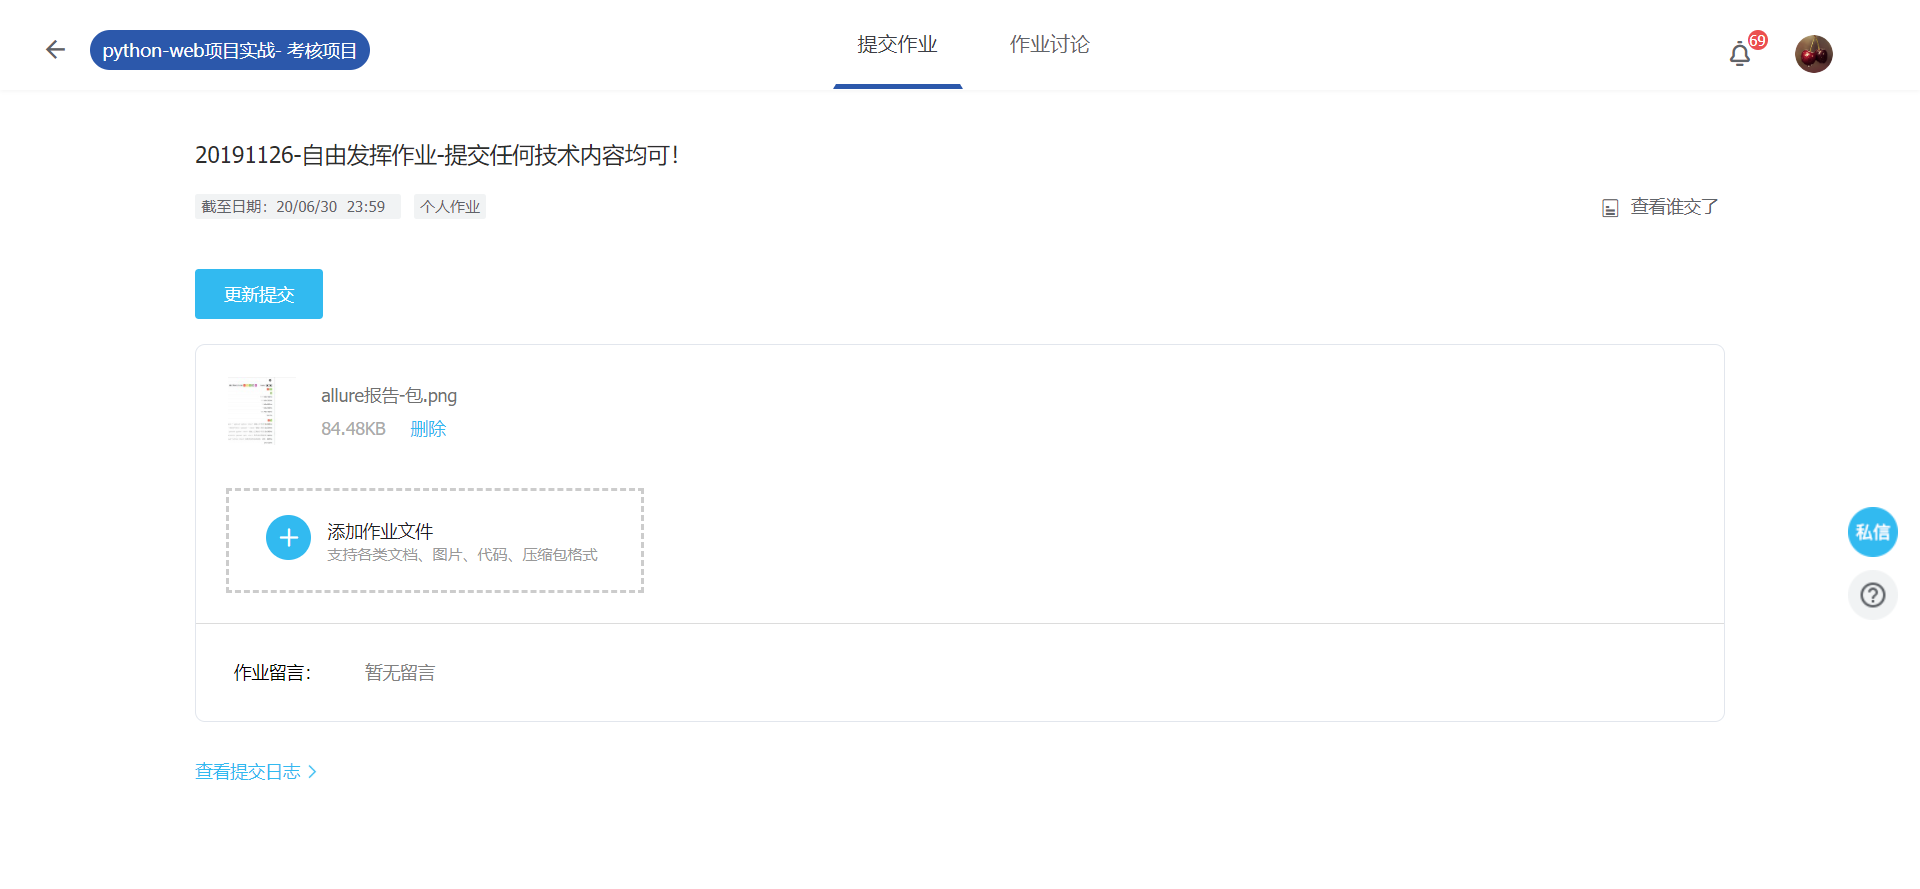 python-web项目实战- 考核项目
提交作业
作业讨论
69
20191126-自由发挥作业-提交任何技术内容均可!
截至日期: 20/06/30 23:59
个人作业
查看谁交了
更新提交
allure报告-包.png
84.48KB
删除
添加作业文件
支持各类文档、图片、代码、压缩包格式
私信
作业留言:
暂无留言
查看提交日志